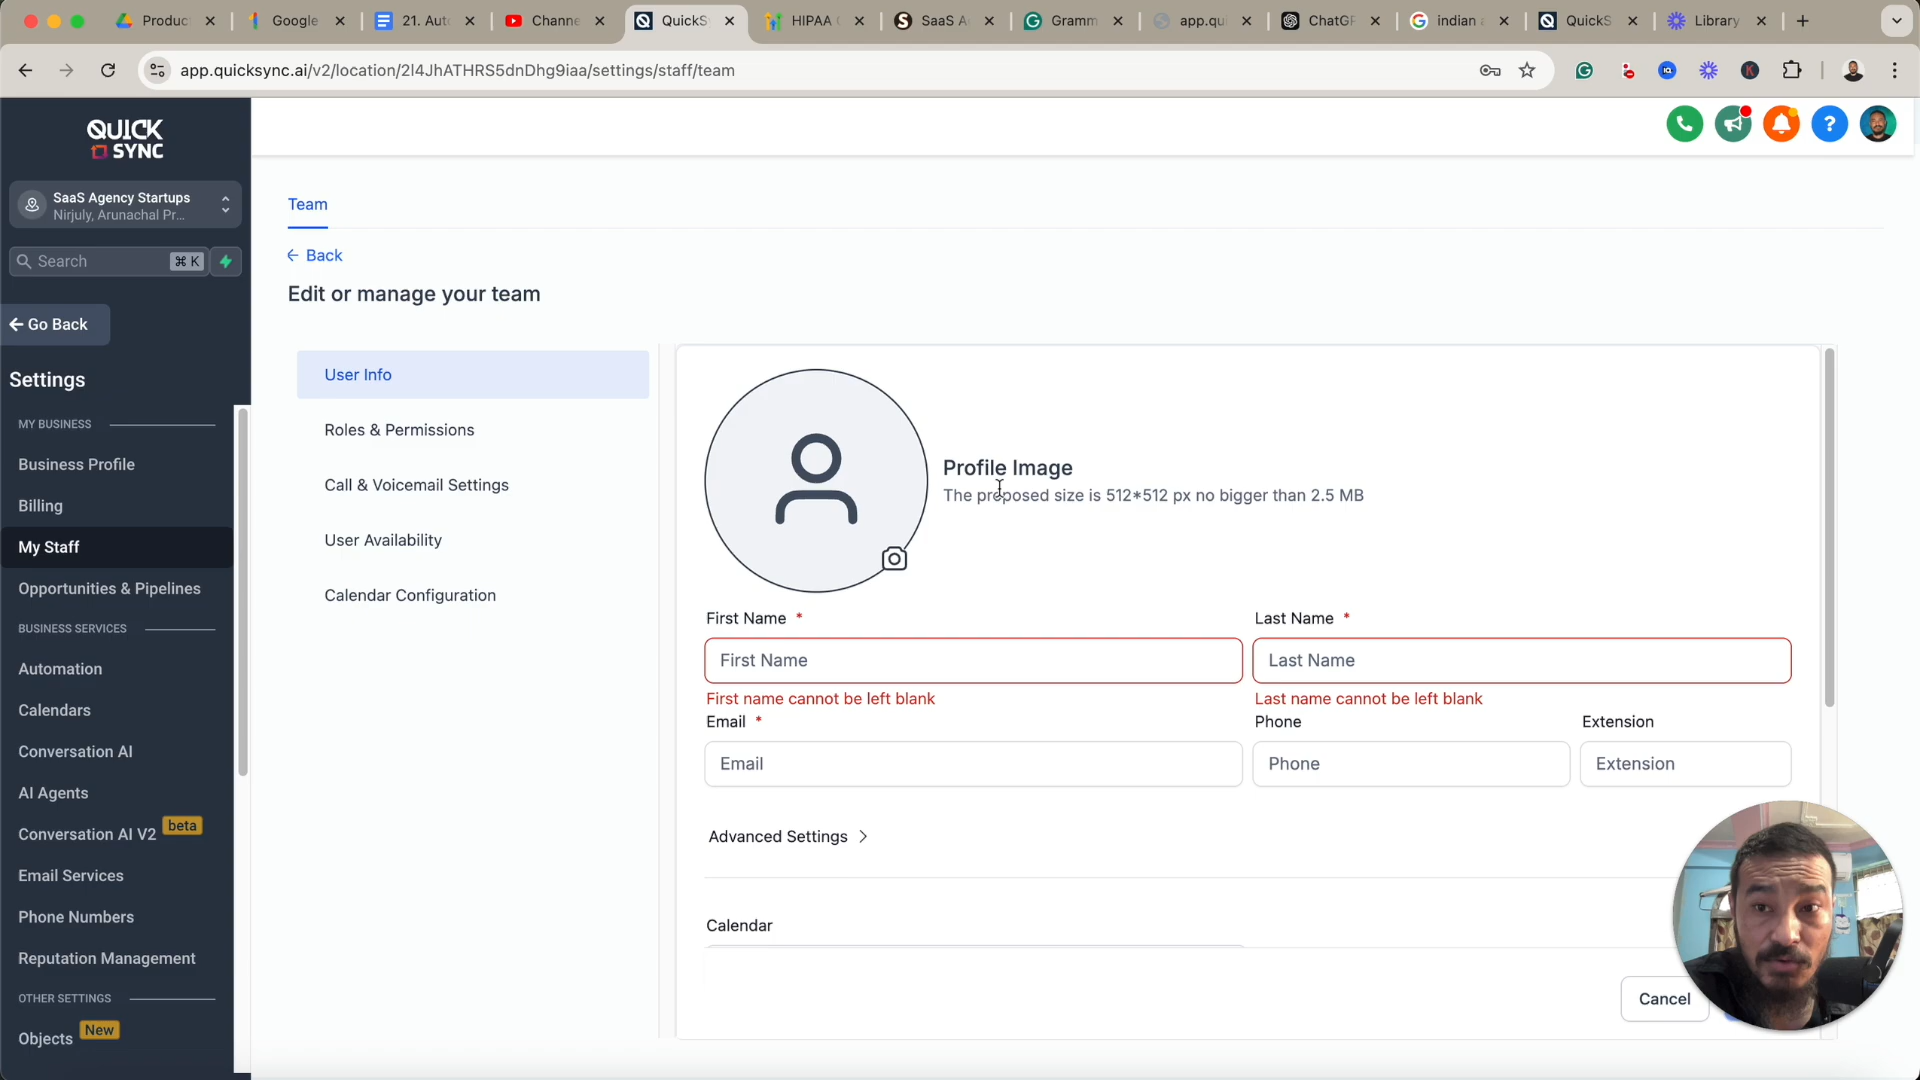 Produc
Google
21. Aut
Channe
QuickS
HIPAA
SaaS A
Gramm
app.qui
ChatGP
indian
QuickS
Library
app.quicksync.ai/v2/location/2l4JhATHRS5dnDhg9iaa/settings/staff/team
QUICK
SYNC
SaaS Agency Startups
Nirjuly, Arunachal Pr...
Search
⌘ K
Go Back
Settings
MY BUSINESS
Business Profile
Billing
My Staff
Opportunities & Pipelines
BUSINESS SERVICES
Automation
Calendars
Conversation AI
AI Agents
Conversation AI V2 beta
Email Services
Phone Numbers
Reputation Management
OTHER SETTINGS
Objects New
Team
Back
Edit or manage your team
User Info
Roles & Permissions
Call & Voicemail Settings
User Availability
Calendar Configuration
Profile Image
The proposed size is 512*512 px no bigger than 2.5 MB
First Name *
Last Name *
First Name
Last Name
First name cannot be left blank
Last name cannot be left blank
Email *
Phone
Extension
Email
Phone
Extension
Advanced Settings
Calendar
Cancel